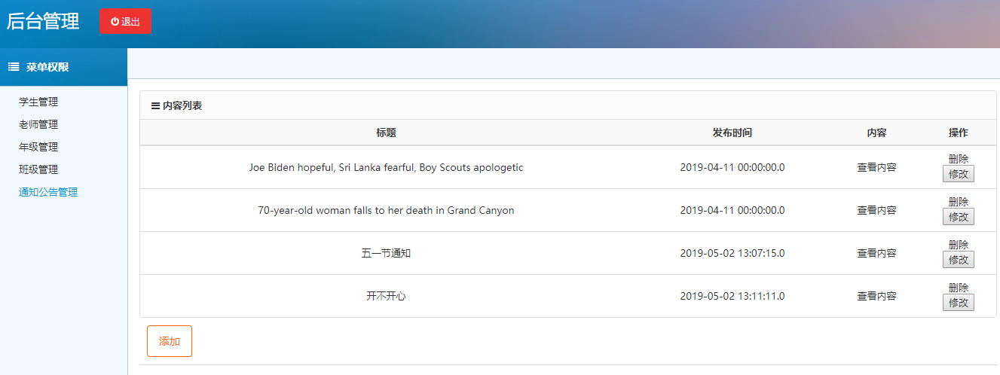 后台管理
退出
菜单权限
学生管理
老师管理
年级管理
班级管理
通知公告管理
内容列表
标题 发布时间 内容 操作
Joe Biden hopeful, Sri Lanka fearful, Boy Scouts apologetic 2019-04-11 00:00:00.0 查看内容 删除
修改
70-year-old woman falls to her death in Grand Canyon 2019-04-11 00:00:00.0 查看内容 删除
修改
五一节通知 2019-05-02 13:07:15.0 查看内容 删除
修改
开不开心 2019-05-02 13:11:11.0 查看内容 删除
修改
添加